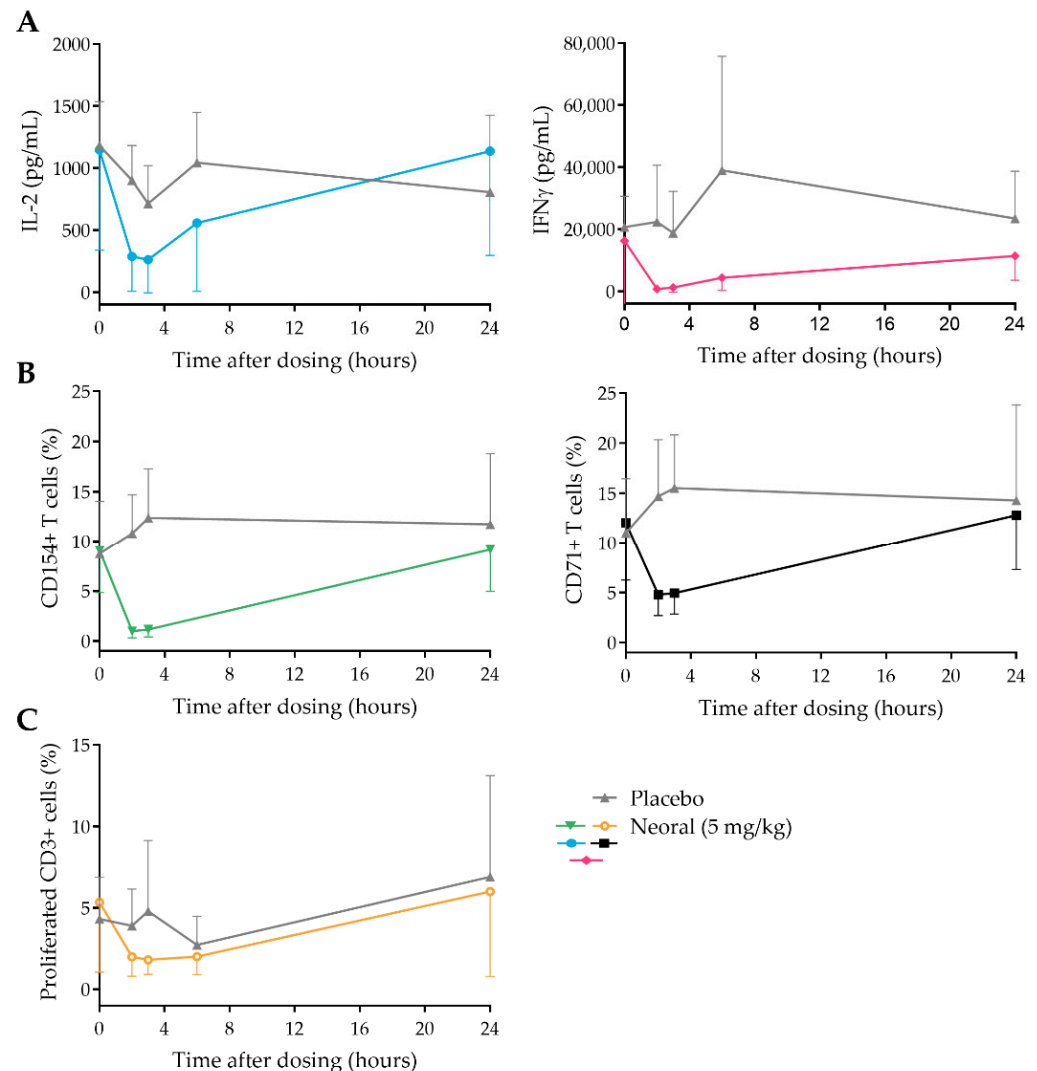 A
IL-2 (pg/mL)
2000
1500
1000
500
0
0 4 8 12 16 20 24
Time after dosing (hours)
IFNγ (pg/mL)
80,000
60,000
40,000
20,000
0
0 4 8 12 16 20 24
Time after dosing (hours)
B
CD154+ T cells (%)
25
20
15
10
5
0
0 4 8 12 16 20 24
Time after dosing (hours)
CD71+ T cells (%)
25
20
15
10
5
0
0 4 8 12 16 20 24
Time after dosing (hours)
C
Proliferated CD3+ cells (%)
15
10
5
0
0 4 8 12 16 20 24
Time after dosing (hours)
Placebo
Neoral (5 mg/kg)